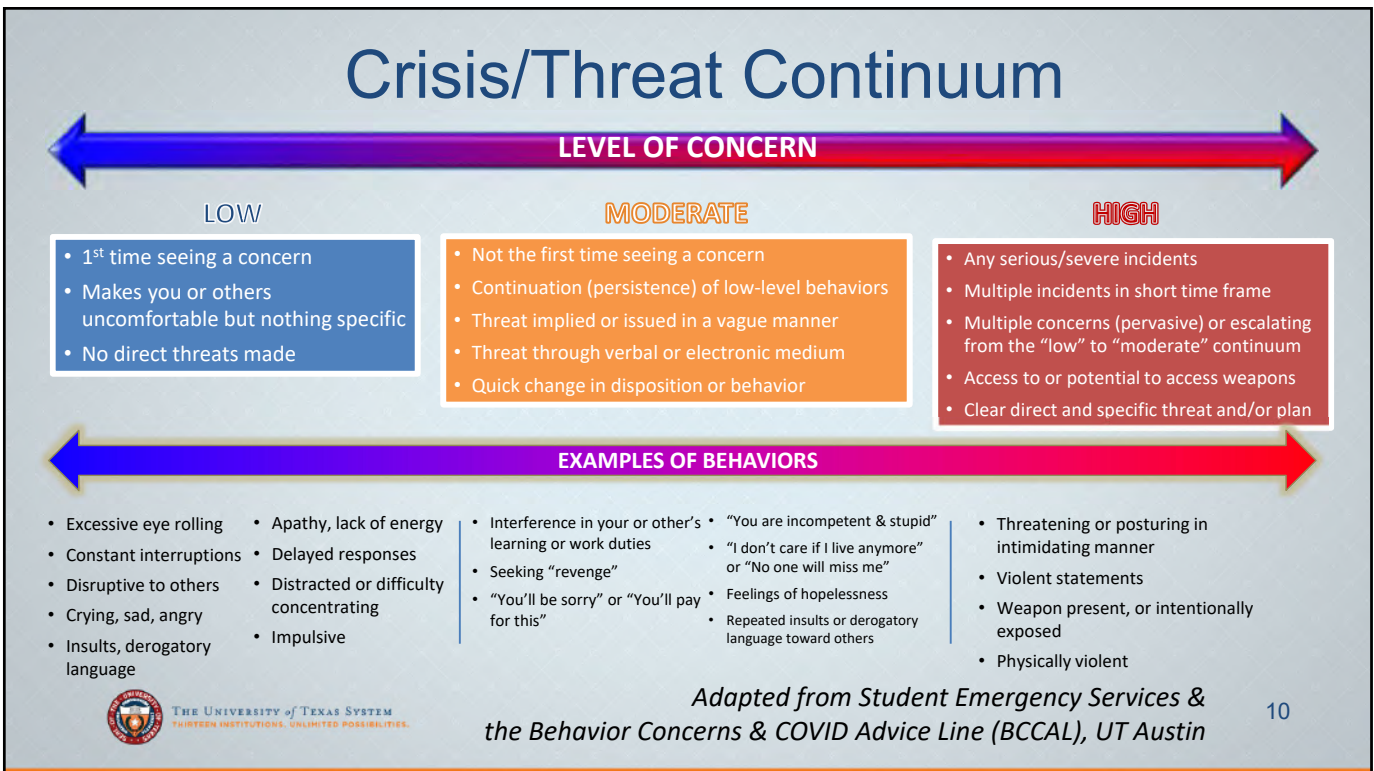 Crisis/Threat Continuum
LEVEL OF CONCERN
LOW
• 1st time seeing a concern
• Makes you or others
uncomfortable but nothing specific
• No direct threats made
MODERATE
• Not the first time seeing a concern
• Continuation (persistence) of low-level behaviors
• Threat implied or issued in a vague manner
• Threat through verbal or electronic medium
• Quick change in disposition or behavior
HIGH
• Any serious/severe incidents
• Multiple incidents in short time frame
• Multiple concerns (pervasive) or escalating
from the “low” to “moderate” continuum
• Access to or potential to access weapons
• Clear direct and specific threat and/or plan
EXAMPLES OF BEHAVIORS
• Excessive eye rolling
• Constant interruptions
• Disruptive to others
• Crying, sad, angry
• Insults, derogatory
language
• Apathy, lack of energy
• Delayed responses
• Distracted or difficulty
concentrating
• Impulsive
• Interference in your or other’s
learning or work duties
• Seeking “revenge”
• “You’ll be sorry” or “You’ll pay
for this”
• “You are incompetent & stupid”
• “I don’t care if I live anymore”
or “No one will miss me”
• Feelings of hopelessness
• Repeated insults or derogatory
language toward others
• Threatening or posturing in
intimidating manner
• Violent statements
• Weapon present, or intentionally
exposed
• Physically violent
THE UNIVERSITY of TEXAS SYSTEM
THIRTEEN INSTITUTIONS. UNLIMITED POSSIBILITIES.
Adapted from Student Emergency Services &
the Behavior Concerns & COVID Advice Line (BCCAL), UT Austin
10